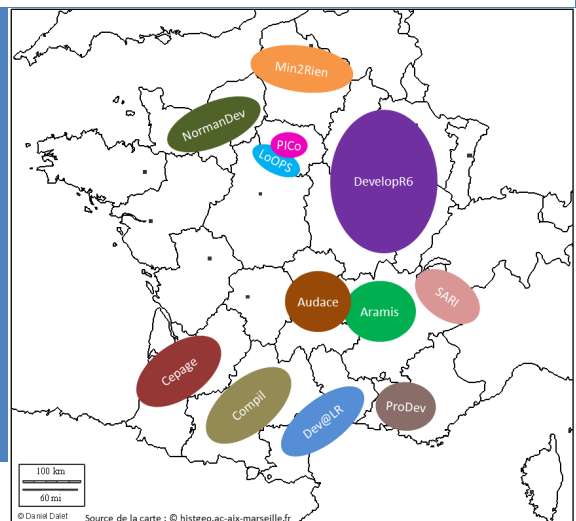 Min2Rien
NormanDev
PICo
LoOPS
DevelopR6
Audace
Aramis
SARI
Cepage
Compil
Dev@LR
ProDev
100 km
60 mi
© Daniel Dalet
Source de la carte : © histgeo.ac-aix-marseille.fr